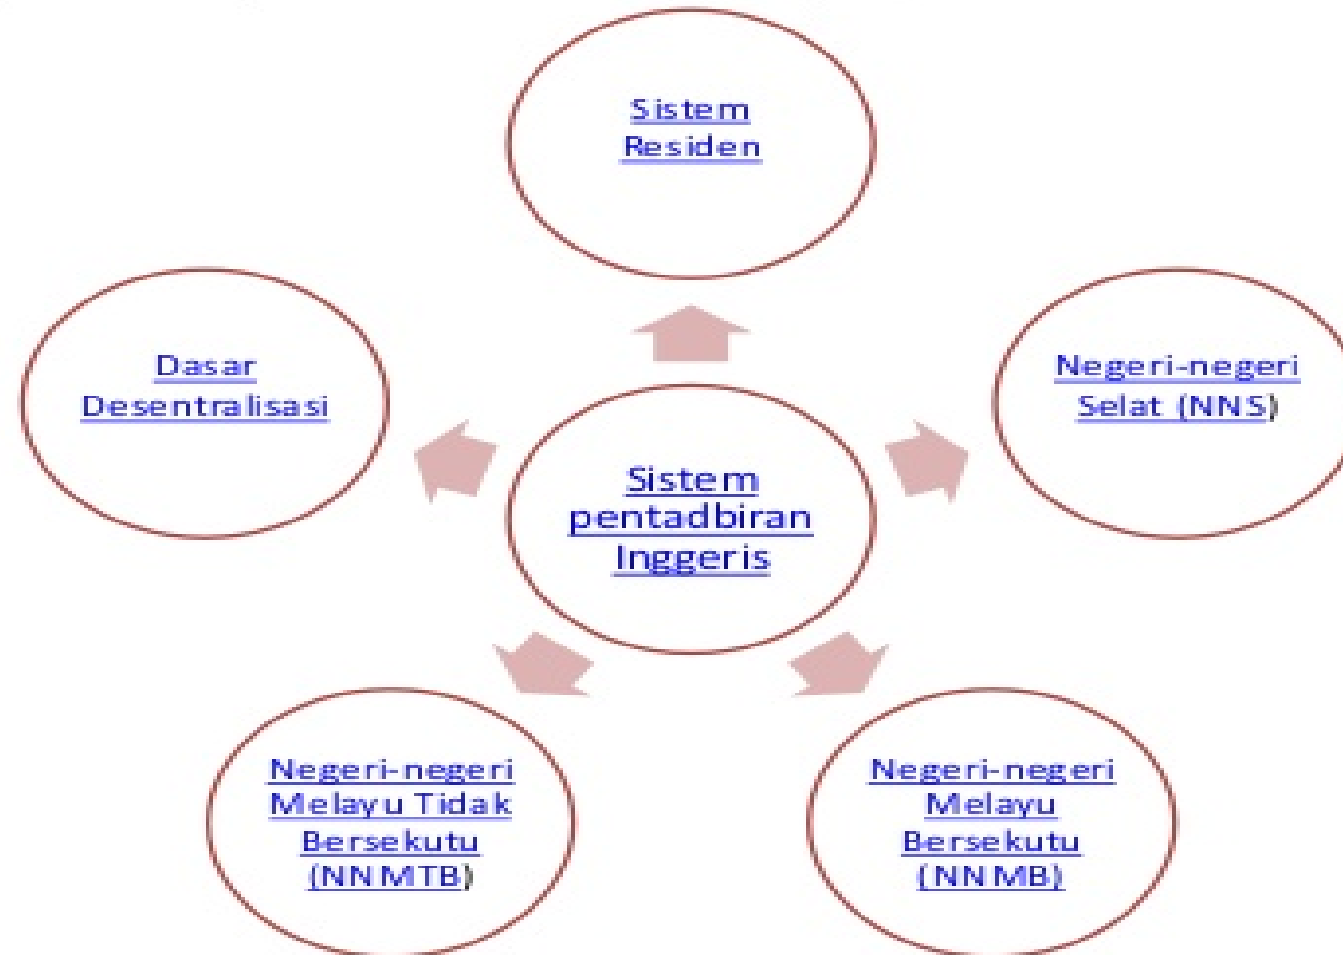 Sistem
Residen
Dasar
Desentralisasi
Negeri-negeri
Selat (NNS)
Sistem
pentadbiran
Inggeris
Negeri-negeri
Melayu Tidak
Bersekutu
(NNMTB)
Negeri-negeri
Melayu
Bersekutu
(NNMB)